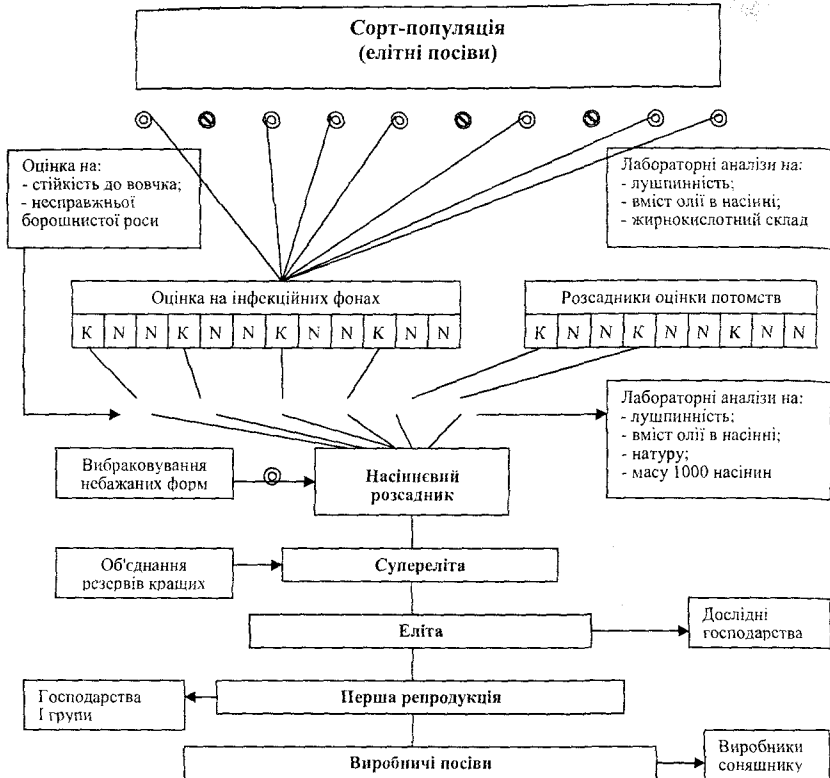 Сорт-популяція
(елітні посіви)
Оцінка на:
- стійкість до вовчка;
- несправжньої
борошнистої роси
Лабораторні аналізи на:
- лушпинність;
- вміст олії в насінні;
- жирнокислотний склад
Оцінка на інфекційних фонах
K N N K N N K N N K N N
Розсадники оцінки потомств
K N N K N N K N N
Лабораторні аналізи на:
- лушпинність;
- вміст олії в насінні;
- натуру;
- масу 1000 насінин
Вибраковування
небажаних форм
Насіннєвий
розсадник
Об'єднання
резервів кращих
Супереліта
Еліта
Дослідні
господарства
Господарства
I групи
Перша репродукція
Виробничі посіви
Виробники
соняшнику